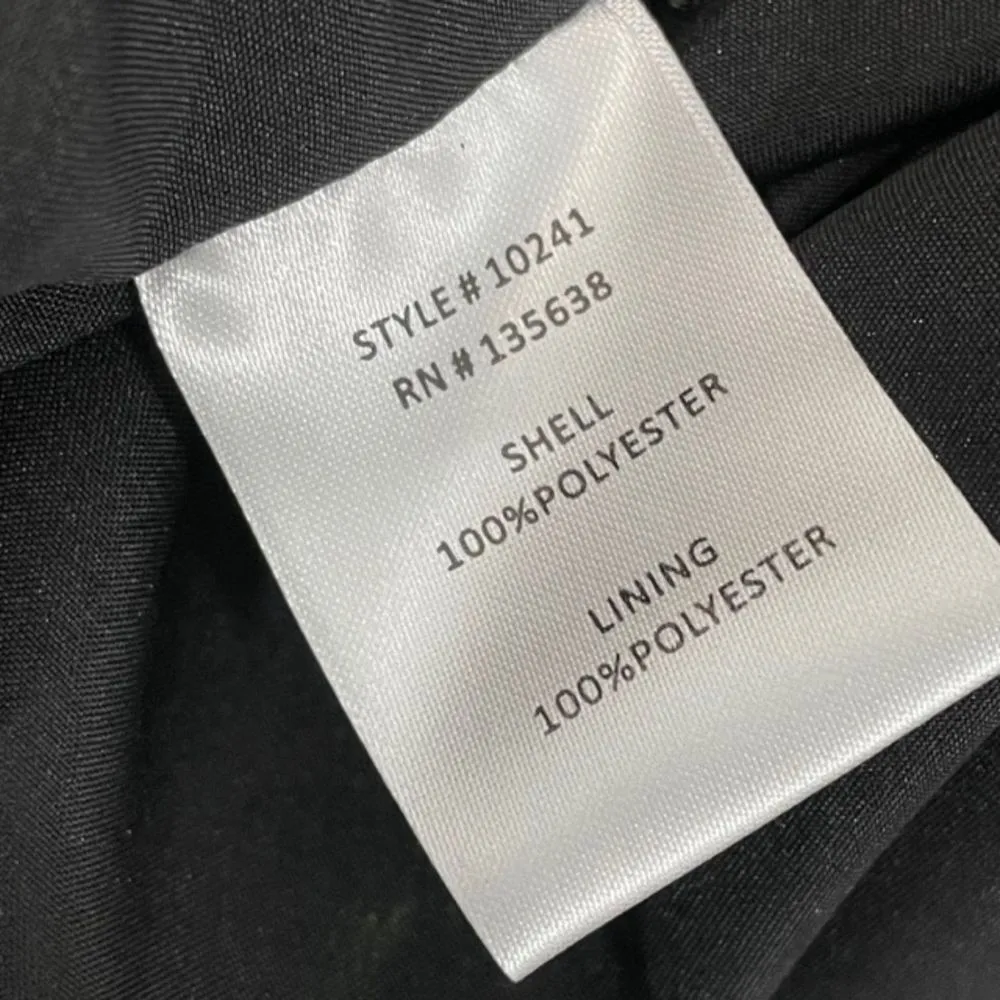 STYLE # 10241
RN # 135638
SHELL
100%POLYESTER
LINING
100%POLYESTER